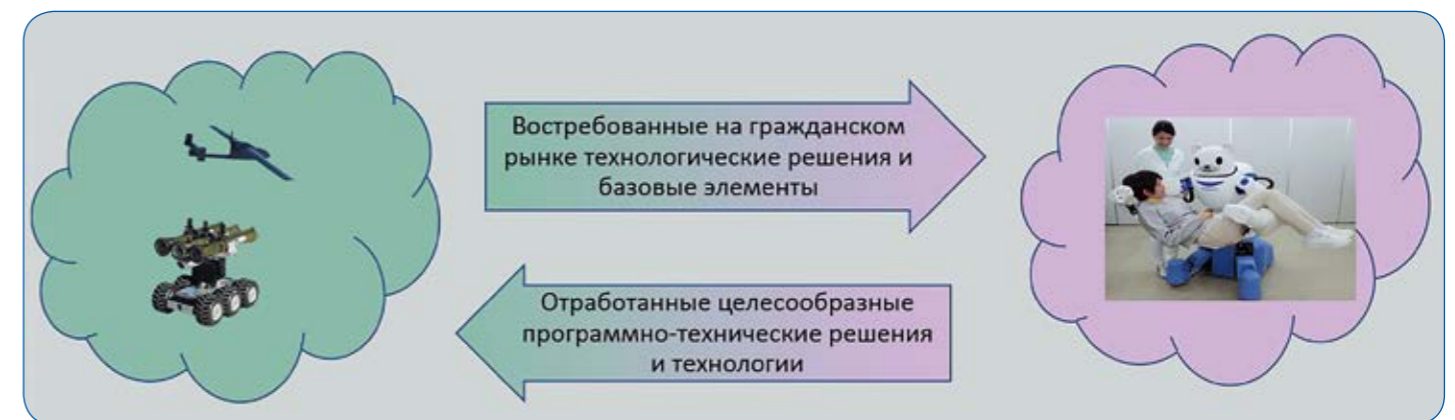 Востребованные на гражданском
рынке технологические решения и
базовые элементы
Отработанные целесообразные
программно-технические решения
и технологии